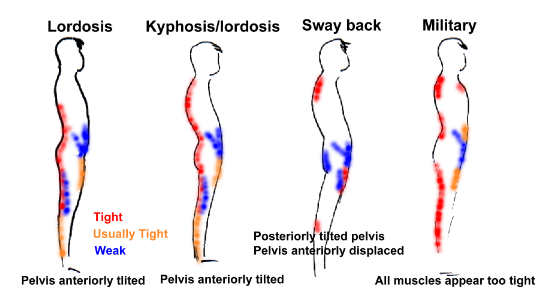 Lordosis
Kyphosis/lordosis
Sway back
Military
Tight
Usually Tight
Weak
Posteriorly tilted pelvis
Pelvis anteriorly displaced
Pelvis anteriorly tlited
Pelvis anteriorly tilted
All muscles appear too tight